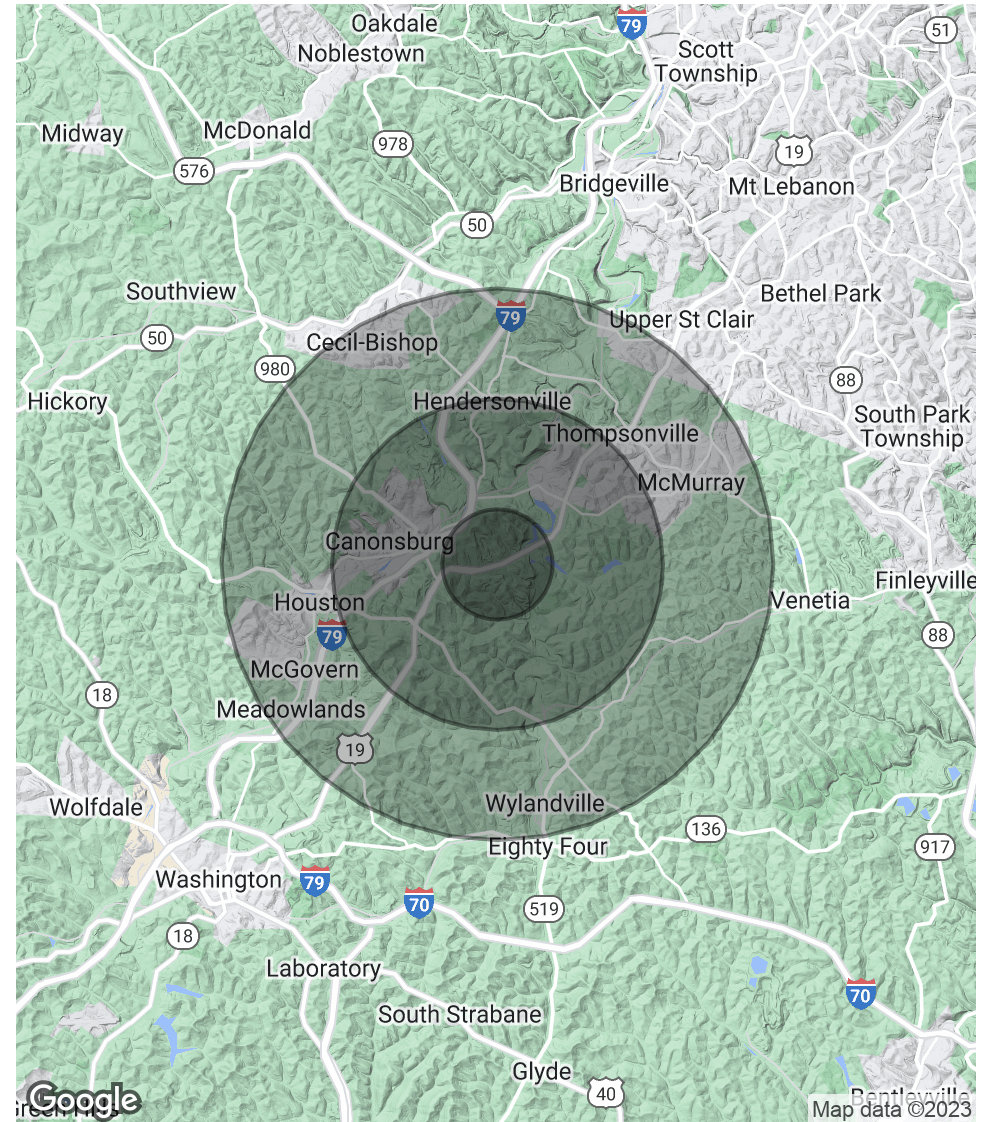 Oakdale
79
51
Noblestown
Scott
Township
Midway
McDonald
978
19
576
Bridgeville
Mt Lebanon
50
Southview
Bethel Park
79
Upper St Clair
50
Cecil-Bishop
980
88
Hickory
Hendersonville
South Park
Township
Thompsonville
McMurray
Canonsburg
Finleyville
Houston
Venetia
79
88
McGovern
18
Meadowlands
19
Wolfdale
Wylandville
136
Eighty Four
917
Washington
79
70
519
18
Laboratory
70
South Strabane
Glyde
40
Bentleyville
Google
Map data ©2023